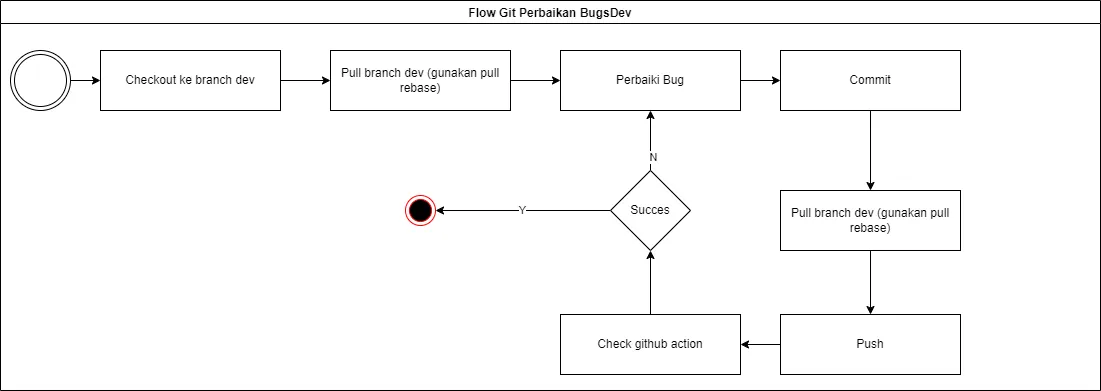 Flow Git Perbaikan BugsDev
Checkout ke branch dev
Pull branch dev (gunakan pull
rebase)
Perbaiki Bug
Commit
N
Y
Succes
Pull branch dev (gunakan pull
rebase)
Check github action
Push